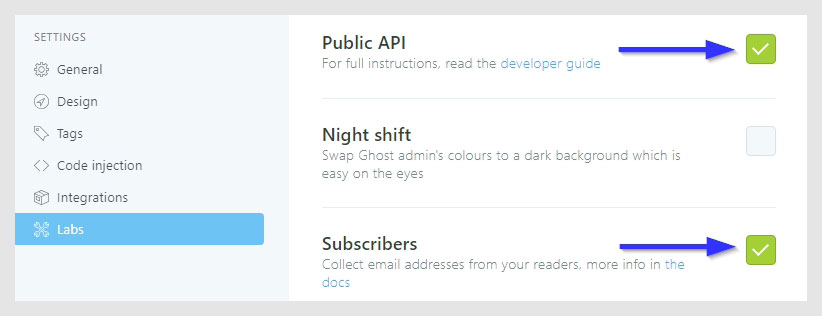 SETTINGS
General
Design
Tags
Code injection
Integrations
Labs
Public API
For full instructions, read the developer guide
Night shift
Swap Ghost admin's colours to a dark background which is
easy on the eyes
Subscribers
Collect email addresses from your readers, more info in the
docs